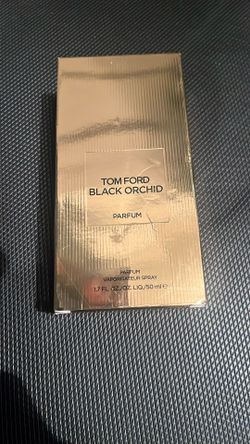 TOM FORD
BLACK ORCHID
PARFUM
PARFUM
VAPORISATEUR SPRAY
1.7 FL.OZ./OZ.LIQ./50 ml ℮